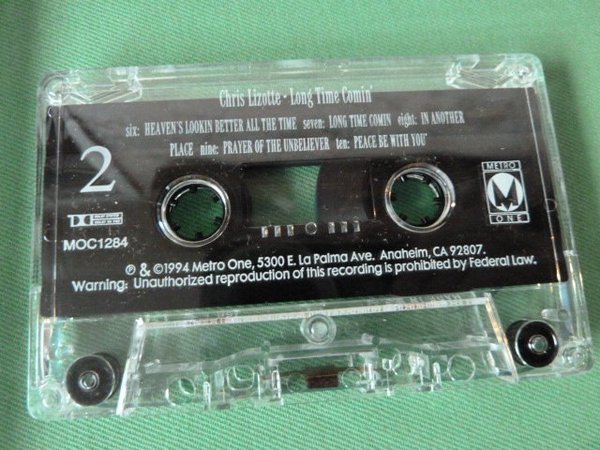 Chris Lizotte - Long Time Comin'
six: HEAVEN'S LOOKIN BETTER ALL THE TIME seven: LONG TIME COMIN eight: IN ANOTHER
PLACE nine: PRAYER OF THE UNBELIEVER ten: PEACE BE WITH YOU'
2
MOC1284
METRO
M
ONE
℗ & ©1994 Metro One, 5300 E. La Palma Ave. Anaheim, CA 92807.
Warning: Unauthorized reproduction of this recording is prohibited by Federal Law.